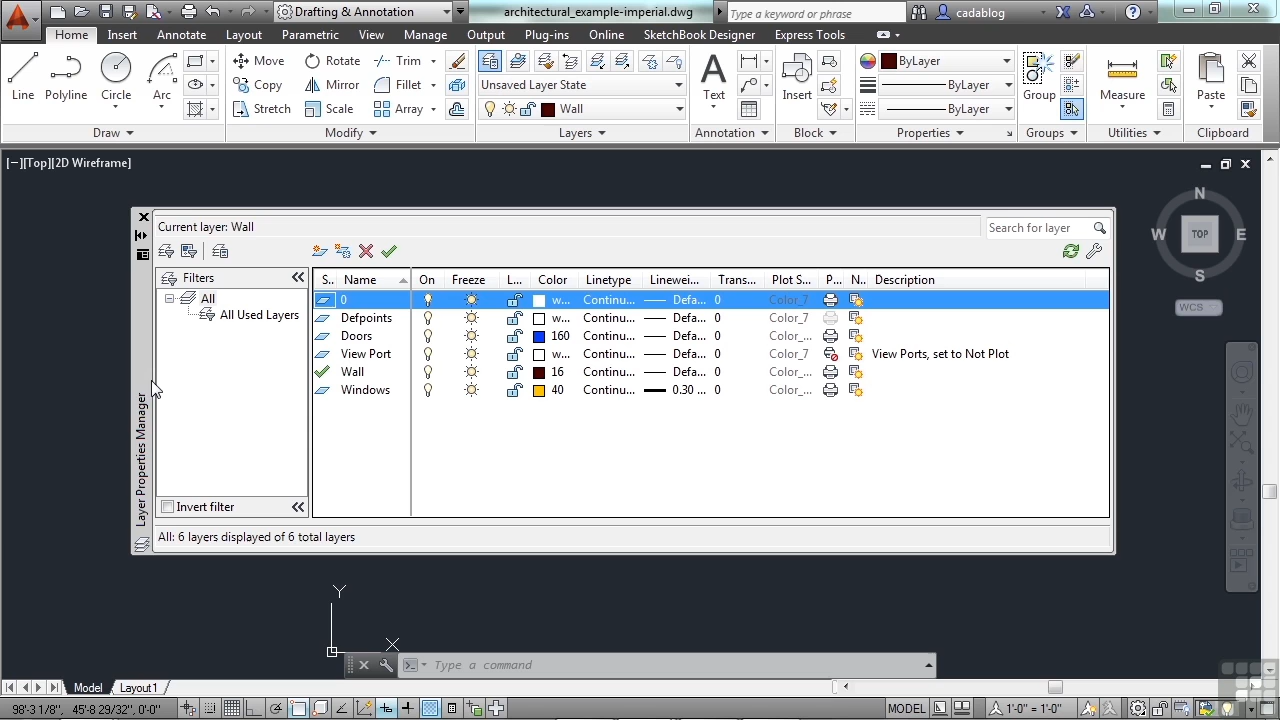 Drafting & Annotation
architectural_example-imperial.dwg
Type a keyword or phrase
cadablog
Home Insert Annotate Layout Parametric View Manage Output Plug-ins Online SketchBook Designer Express Tools
Line Polyline Circle Arc
Move Rotate Trim
Copy Mirror Fillet
Stretch Scale Array
Unsaved Layer State
Wall
Text
Insert
ByLayer
ByLayer
ByLayer
Group
Measure
Paste
Draw Modify Layers Annotation Block Properties Groups Utilities Clipboard
[−][Top][2D Wireframe]
N
W TOP E
S
WCS
Layer Properties Manager
Current layer: Wall
Search for layer
Filters
All
All Used Layers
Invert filter
S.. Name On Freeze L... Color Linetype Linewei... Trans... Plot S... P... N.. Description
0 w... Continu... Defa... 0 Color_7
Defpoints w... Continu... Defa... 0 Color_7
Doors 160 Continu... Defa... 0 Color_...
View Port w... Continu... Defa... 0 Color_7 View Ports, set to Not Plot
Wall 16 Continu... Defa... 0 Color_...
Windows 40 Continu... 0.30 ... 0 Color_...
All: 6 layers displayed of 6 total layers
Y
X
Type a command
Model Layout1
98'-3 1/8", 45'-8 29/32", 0'-0"
MODEL
1'-0" = 1'-0"